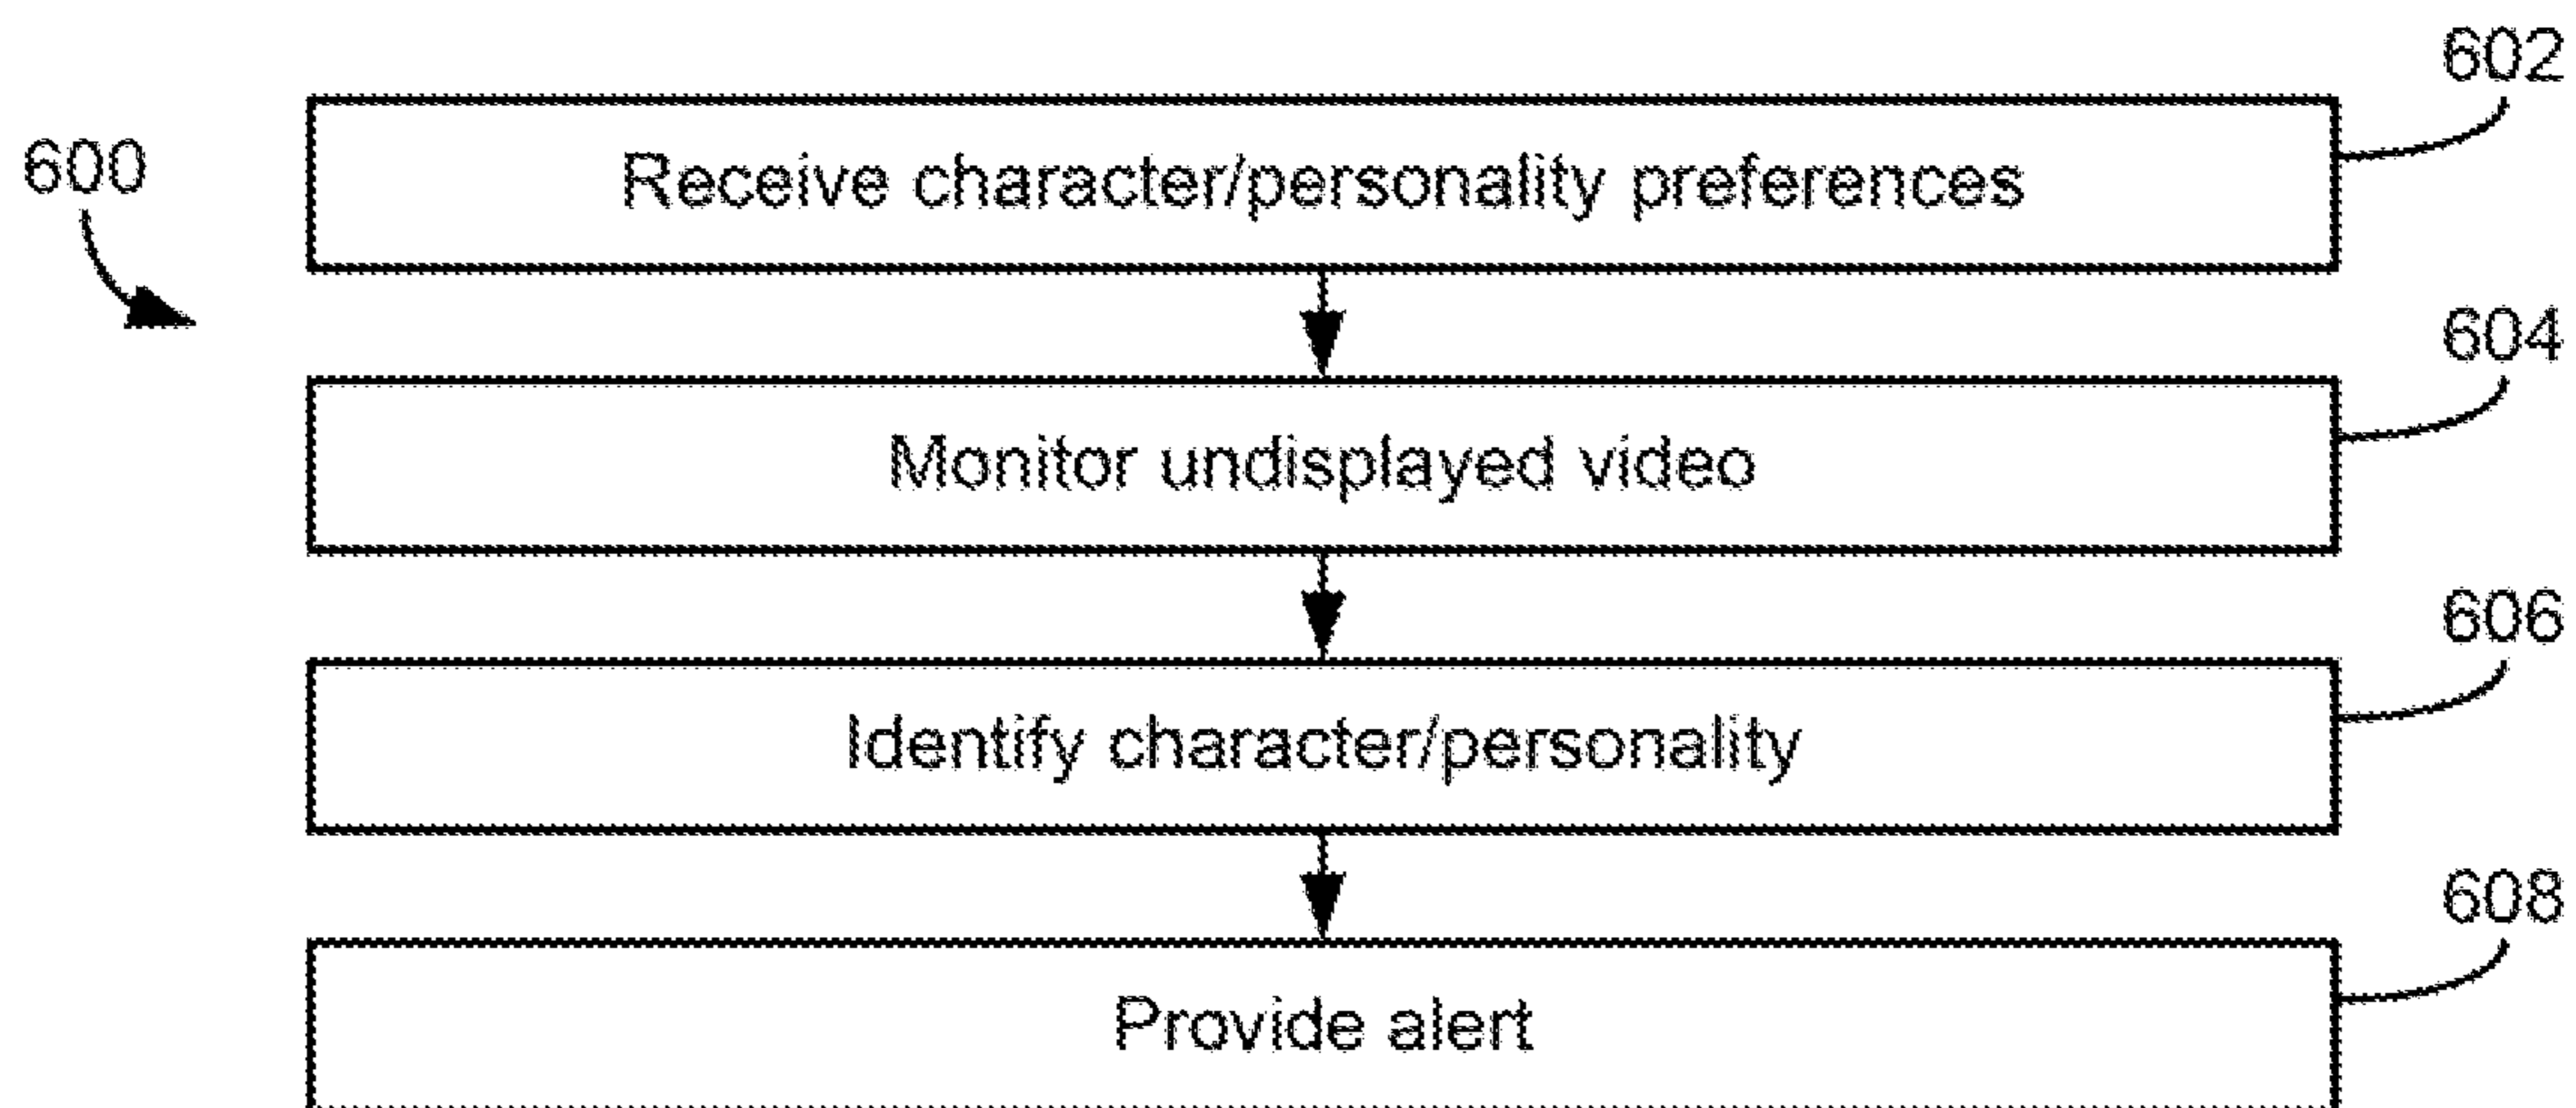 602
600
Receive character/personality preferences
604
Monitor undisplayed video
606
Identify character/personality
608
Provide alert